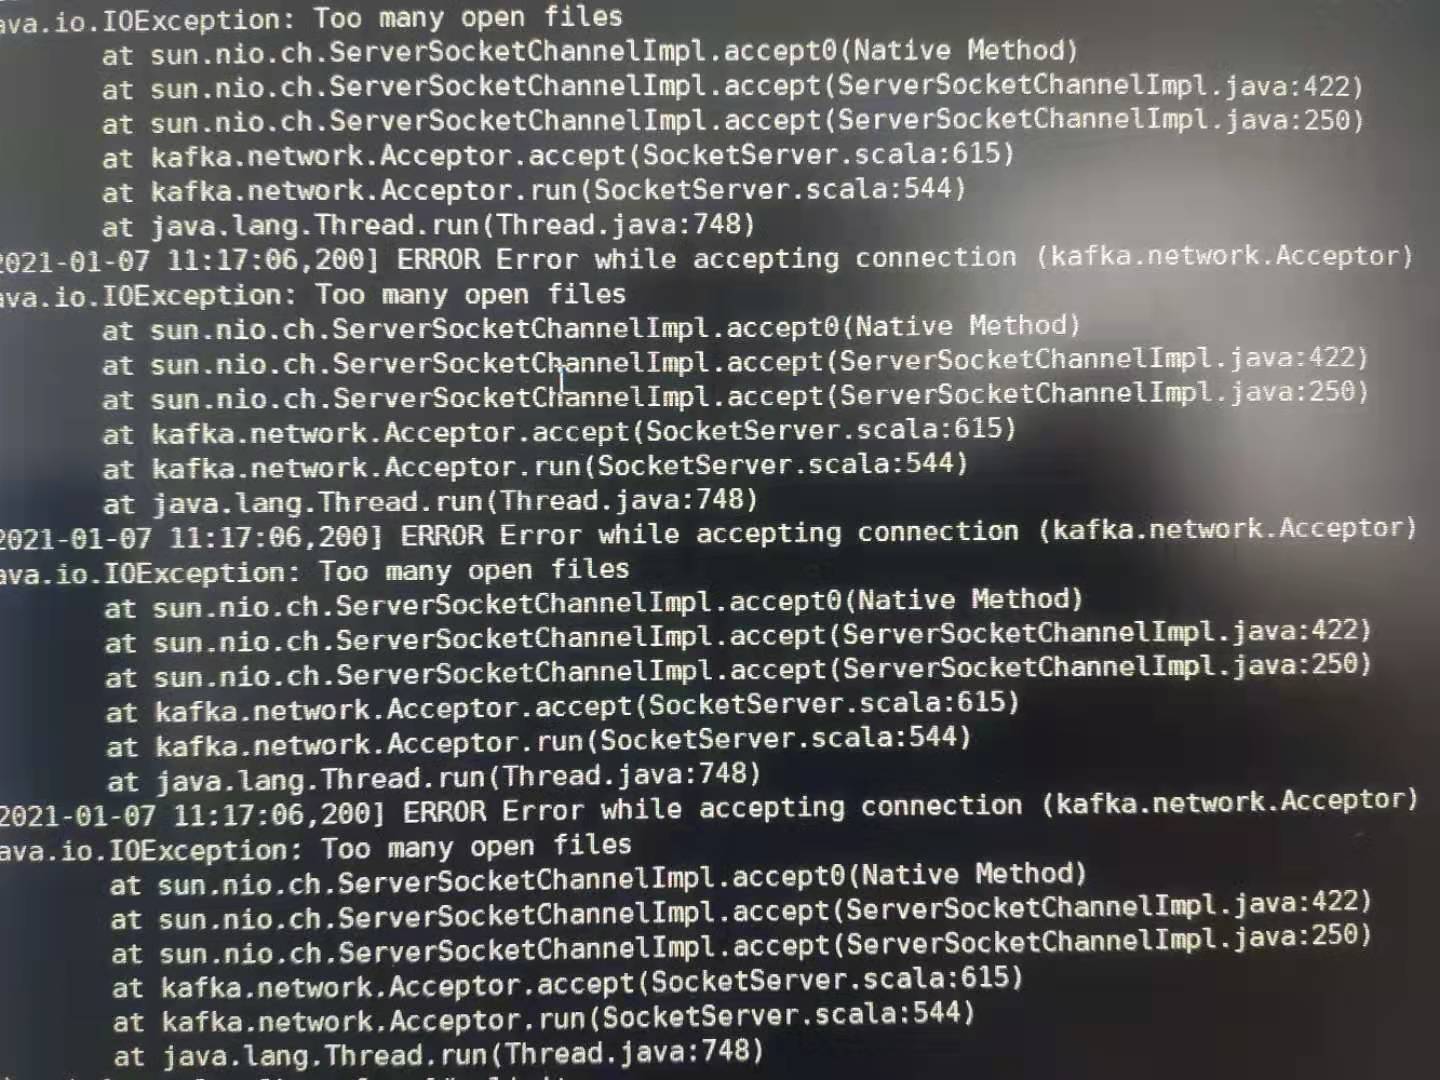 ava.io.IOException: Too many open files
at sun.nio.ch.ServerSocketChannelImpl.accept0(Native Method)
at sun.nio.ch.ServerSocketChannelImpl.accept(ServerSocketChannelImpl.java:422)
at sun.nio.ch.ServerSocketChannelImpl.accept(ServerSocketChannelImpl.java:250)
at kafka.network.Acceptor.accept(SocketServer.scala:615)
at kafka.network.Acceptor.run(SocketServer.scala:544)
at java.lang.Thread.run(Thread.java:748)
2021-01-07 11:17:06,200] ERROR Error while accepting connection (kafka.network.Acceptor)
ava.io.IOException: Too many open files
at sun.nio.ch.ServerSocketChannelImpl.accept0(Native Method)
at sun.nio.ch.ServerSocketChannelImpl.accept(ServerSocketChannelImpl.java:422)
at sun.nio.ch.ServerSocketChannelImpl.accept(ServerSocketChannelImpl.java:250)
at kafka.network.Acceptor.accept(SocketServer.scala:615)
at kafka.network.Acceptor.run(SocketServer.scala:544)
at java.lang.Thread.run(Thread.java:748)
2021-01-07 11:17:06,200] ERROR Error while accepting connection (kafka.network.Acceptor)
ava.io.IOException: Too many open files
at sun.nio.ch.ServerSocketChannelImpl.accept0(Native Method)
at sun.nio.ch.ServerSocketChannelImpl.accept(ServerSocketChannelImpl.java:422)
at sun.nio.ch.ServerSocketChannelImpl.accept(ServerSocketChannelImpl.java:250)
at kafka.network.Acceptor.accept(SocketServer.scala:615)
at kafka.network.Acceptor.run(SocketServer.scala:544)
at java.lang.Thread.run(Thread.java:748)
2021-01-07 11:17:06,200] ERROR Error while accepting connection (kafka.network.Acceptor)
ava.io.IOException: Too many open files
at sun.nio.ch.ServerSocketChannelImpl.accept0(Native Method)
at sun.nio.ch.ServerSocketChannelImpl.accept(ServerSocketChannelImpl.java:422)
at sun.nio.ch.ServerSocketChannelImpl.accept(ServerSocketChannelImpl.java:250)
at kafka.network.Acceptor.accept(SocketServer.scala:615)
at kafka.network.Acceptor.run(SocketServer.scala:544)
at java.lang.Thread.run(Thread.java:748)